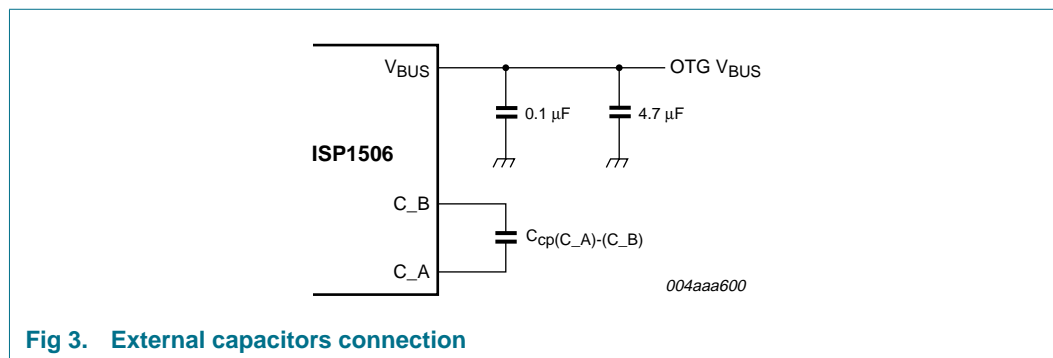 V_BUS
OTG V_BUS
0.1 μF
4.7 μF
ISP1506
C_B
C_cp(C_A)-(C_B)
C_A
004aaa600
Fig 3. External capacitors connection